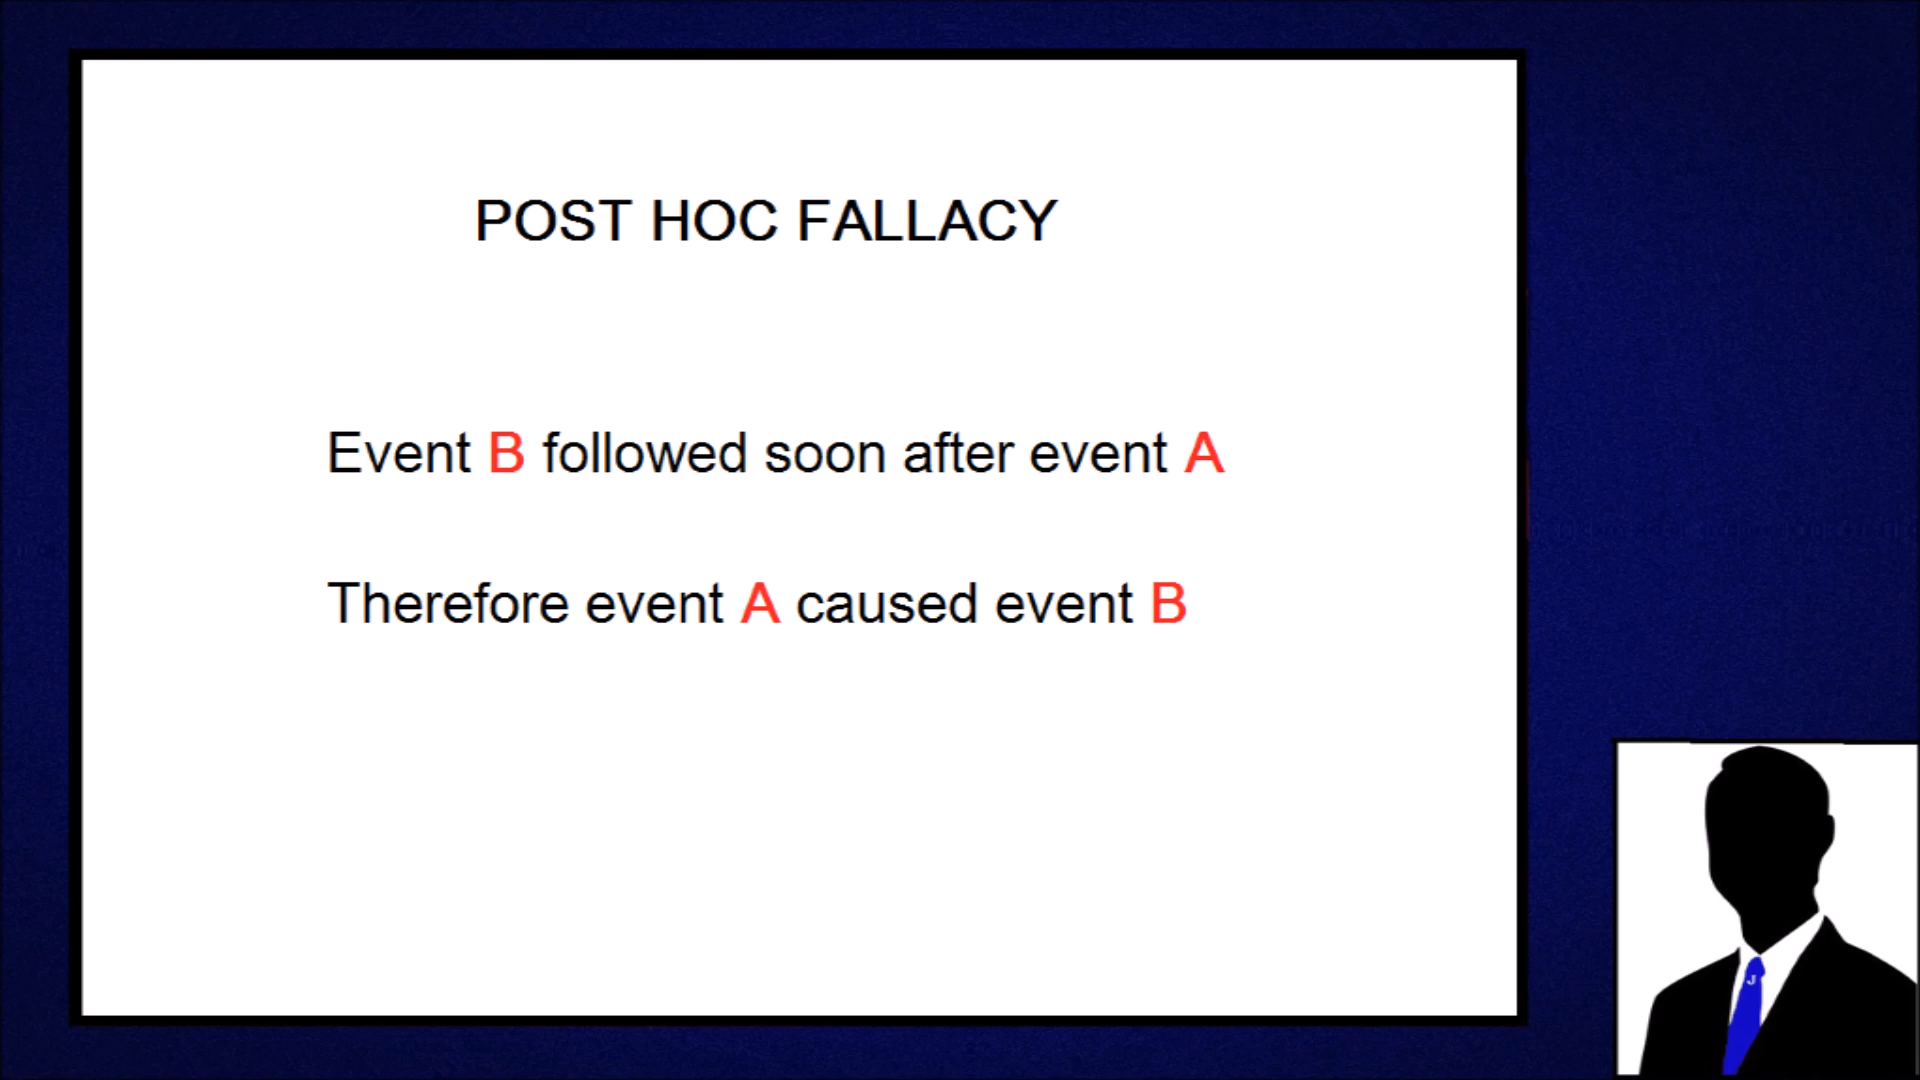 POST HOC FALLACY
Event B followed soon after event A
Therefore event A caused event B
J